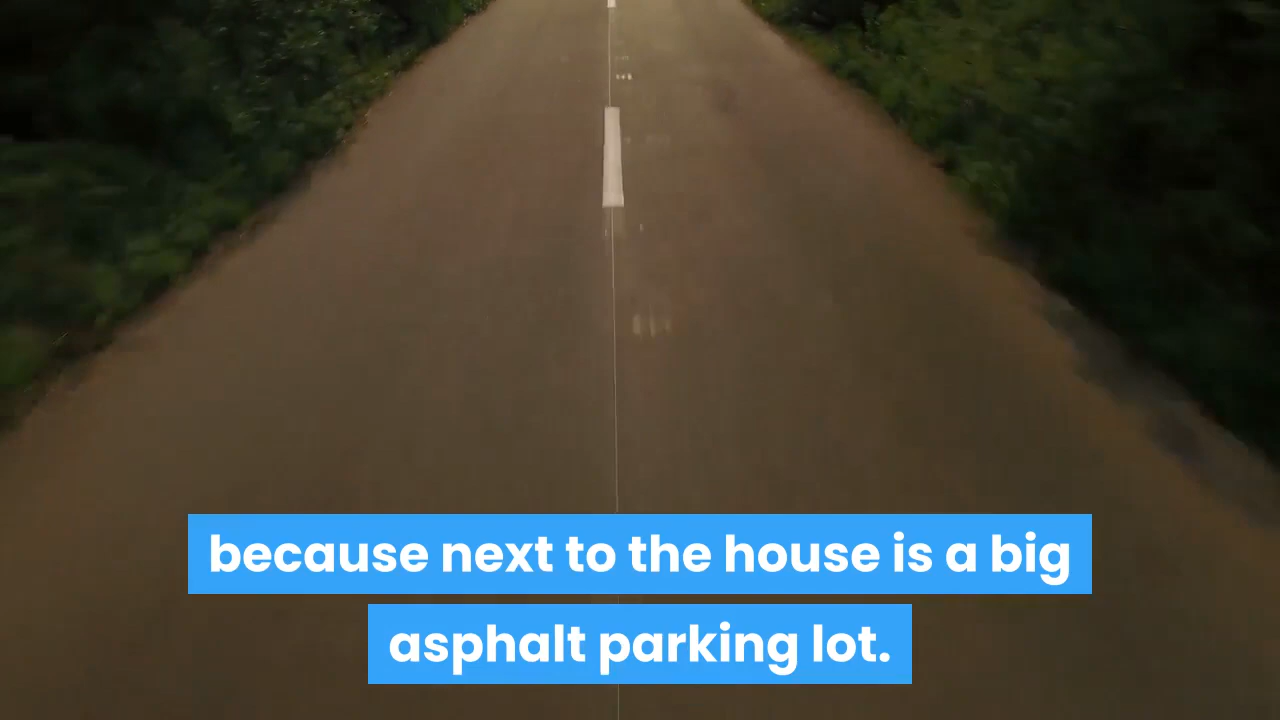 because next to the house is a big
asphalt parking lot.